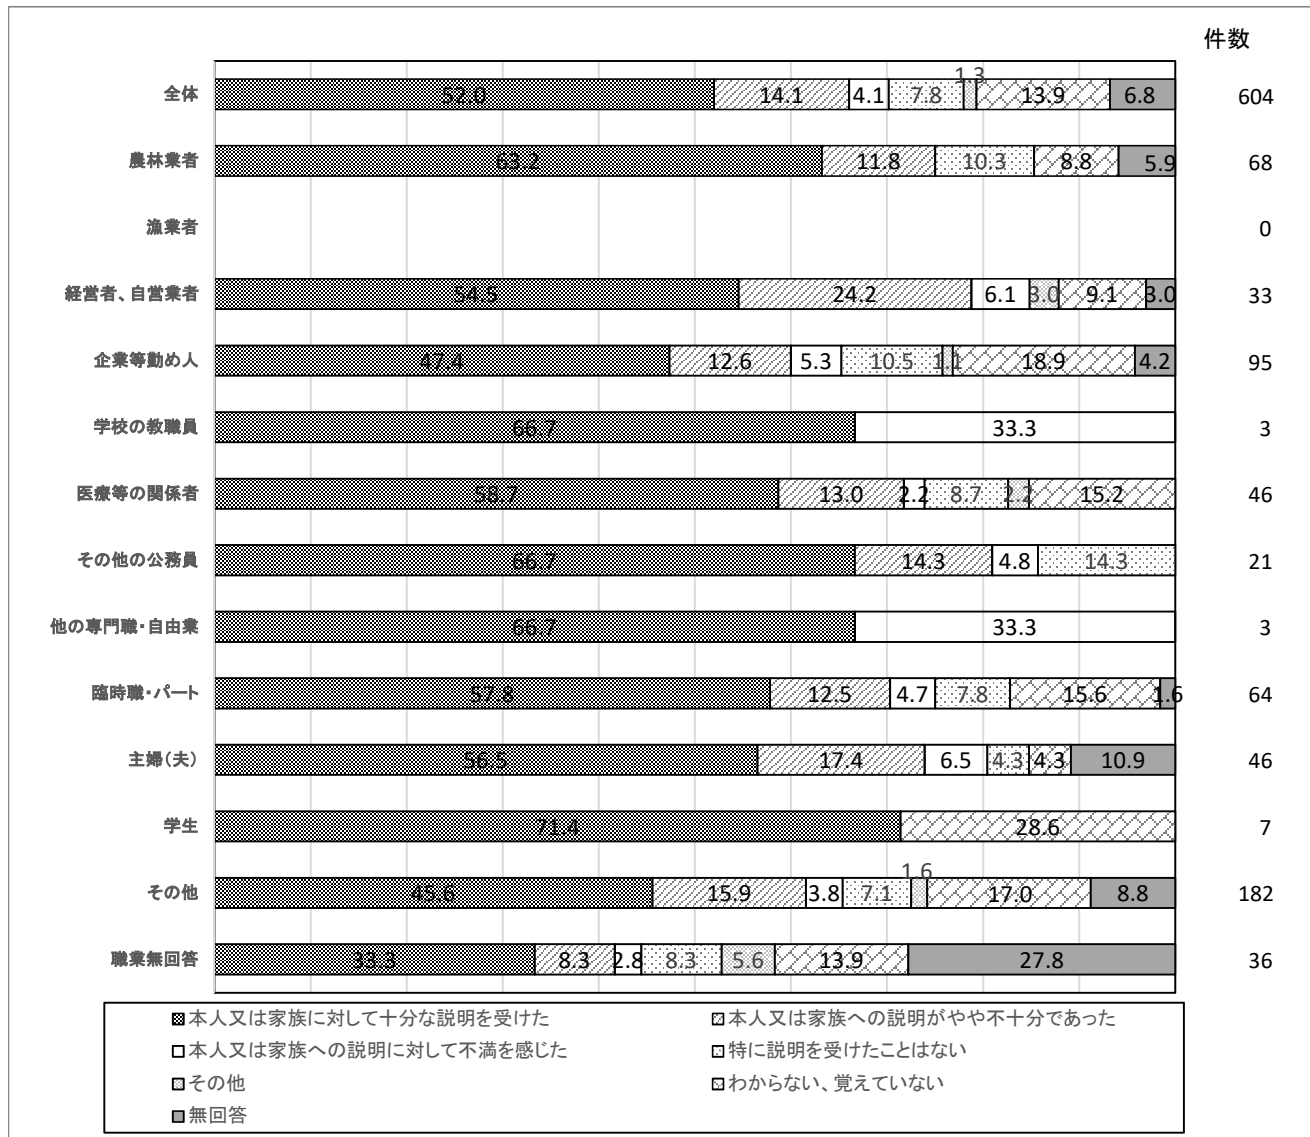 件数
全体 52.0 14.1 4.1 7.8 1.3 13.9 6.8 604
農林業者 63.2 11.8 10.3 8.8 5.9 68
漁業者 0
経営者、自営業者 54.5 24.2 6.1 3.0 9.1 3.0 33
企業等勤め人 47.4 12.6 5.3 10.5 1.1 18.9 4.2 95
学校の教職員 66.7 33.3 3
医療等の関係者 58.7 13.0 2.2 8.7 2.2 15.2 46
その他の公務員 66.7 14.3 4.8 14.3 21
他の専門職・自由業 66.7 33.3 3
臨時職・パート 57.8 12.5 4.7 7.8 15.6 1.6 64
主婦(夫) 56.5 17.4 6.5 4.3 4.3 10.9 46
学生 71.4 28.6 7
その他 45.6 15.9 3.8 7.1 1.6 17.0 8.8 182
職業無回答 33.3 8.3 2.8 8.3 5.6 13.9 27.8 36
本人又は家族に対して十分な説明を受けた 本人又は家族への説明がやや不十分であった
本人又は家族への説明に対して不満を感じた 特に説明を受けたことはない
その他 わからない、覚えていない
無回答